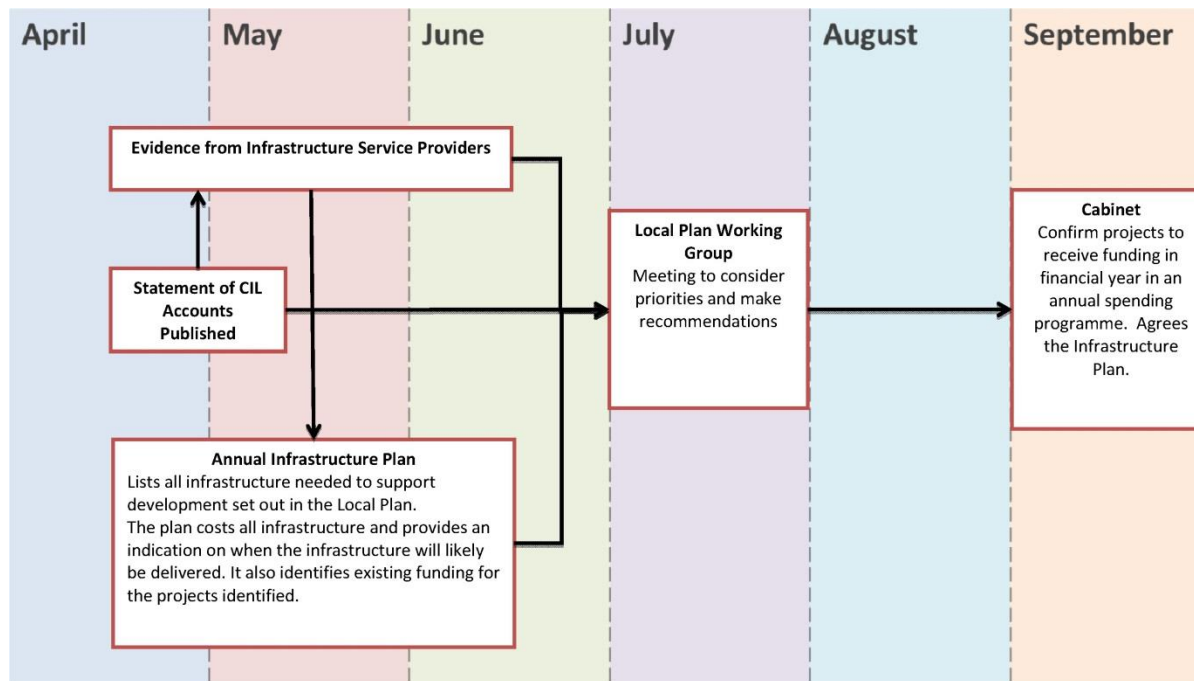 April
May
June
July
August
September
Evidence from Infrastructure Service Providers
Statement of CIL
Accounts
Published
Annual Infrastructure Plan
Lists all infrastructure needed to support
development set out in the Local Plan.
The plan costs all infrastructure and provides an
indication on when the infrastructure will likely
be delivered. It also identifies existing funding for
the projects identified.
Local Plan Working
Group
Meeting to consider
priorities and make
recommendations
Cabinet
Confirm projects to
receive funding in
financial year in an
annual spending
programme. Agrees
the Infrastructure
Plan.